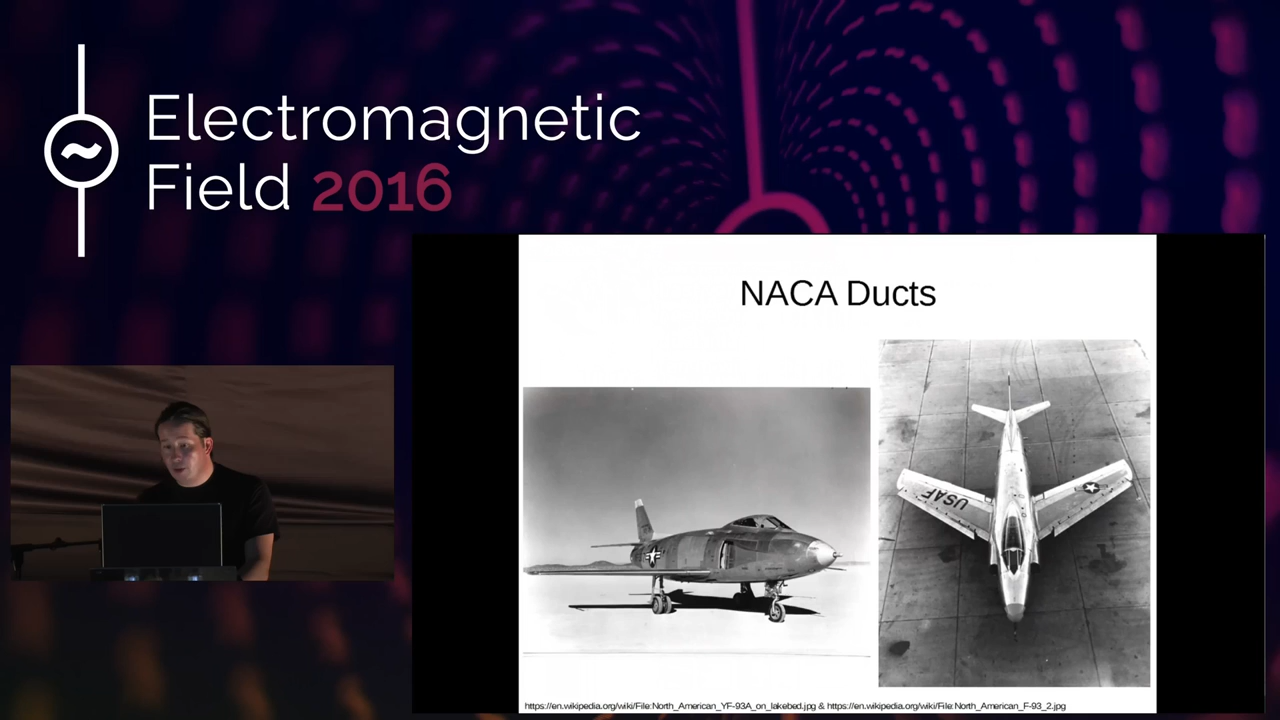 Electromagnetic
Field 2016
NACA Ducts
USAF
https://en.wikipedia.org/wiki/File:North_American_YF-93A_on_lakebed.jpg & https://en.wikipedia.org/wiki/File:North_American_F-93_2.jpg